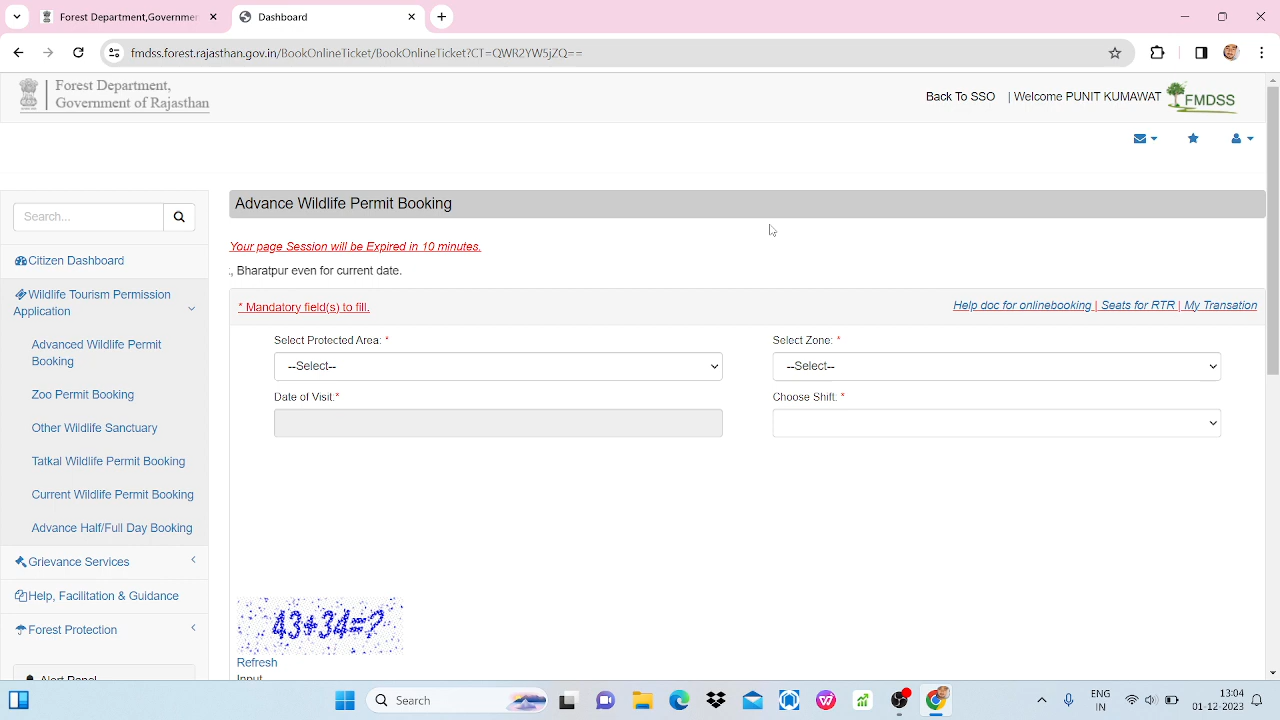 Forest Department,Governmer
Dashboard
fmdss.forest.rajasthan.gov.in/BookOnlineTicket/BookOnlineTicket?CT=QWR2YW5jZQ==
Forest Department,
Government of Rajasthan
Back To SSO | Welcome PUNIT KUMAWAT
FMDSS
Search...
Advance Wildlife Permit Booking
Your page Session will be Expired in 10 minutes.
:, Bharatpur even for current date.
* Mandatory field(s) to fill.
Help doc for onlinebooking | Seats for RTR | My Transation
Select Protected Area: *
Select Zone: *
--Select--
--Select--
Date of Visit:*
Choose Shift: *
Citizen Dashboard
Wildlife Tourism Permission
Application
Advanced Wildlife Permit
Booking
Zoo Permit Booking
Other Wildlife Sanctuary
Tatkal Wildlife Permit Booking
Current Wildlife Permit Booking
Advance Half/Full Day Booking
Grievance Services
Help, Facilitation & Guidance
Forest Protection
Alert Panel
43+34=?
Refresh
Input
Search
ENG
IN
13:04
01-12-2023